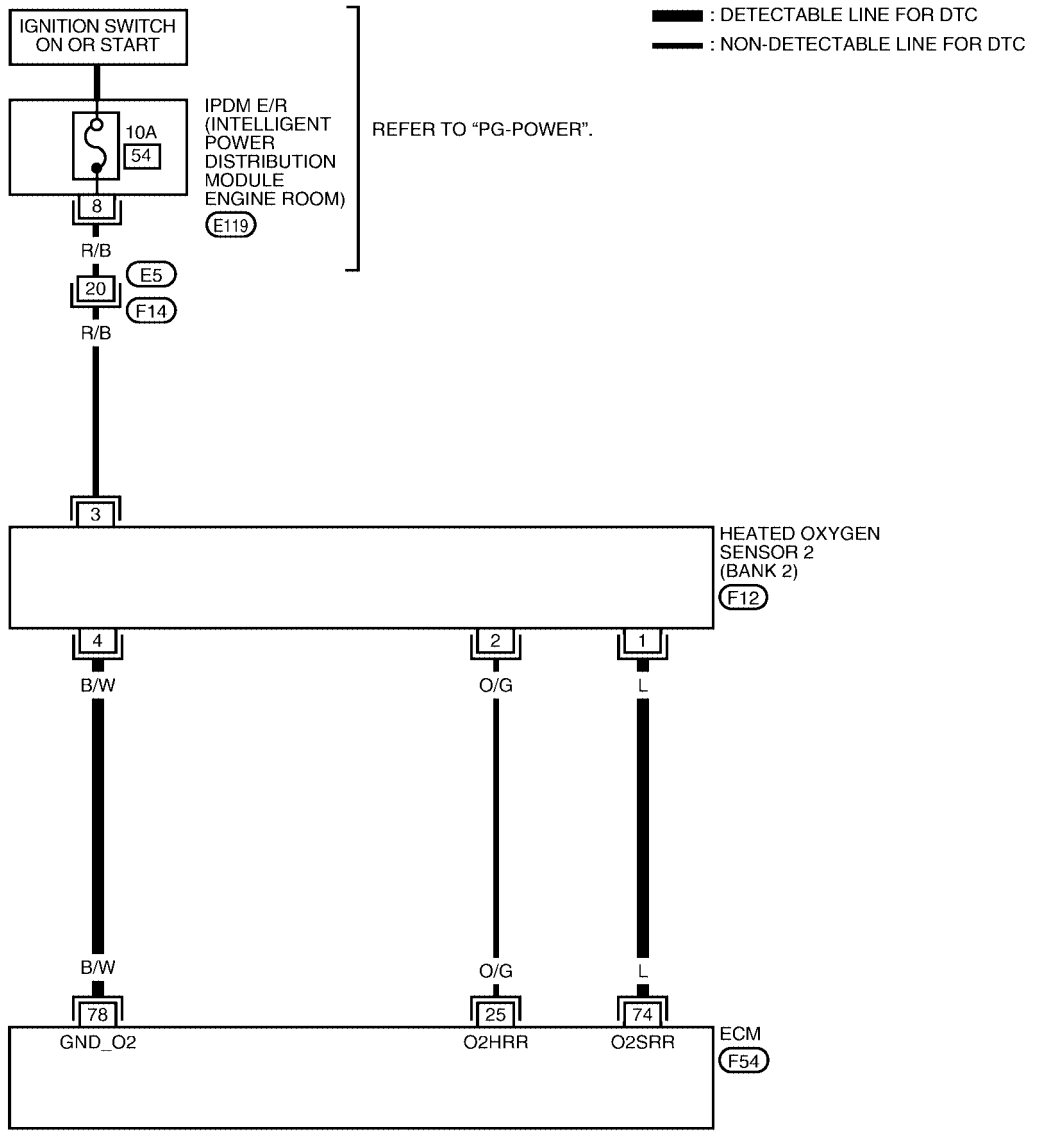 IGNITION SWITCH
ON OR START
: DETECTABLE LINE FOR DTC
: NON-DETECTABLE LINE FOR DTC
10A
54
IPDM E/R
(INTELLIGENT
POWER
DISTRIBUTION
MODULE
ENGINE ROOM)
E119
REFER TO “PG-POWER”.
8
R/B
20
E5
F14
R/B
3
HEATED OXYGEN
SENSOR 2
(BANK 2)
F12
4
2
1
B/W
O/G
L
B/W
O/G
L
78
25
74
GND_O2
O2HRR
O2SRR
ECM
F54